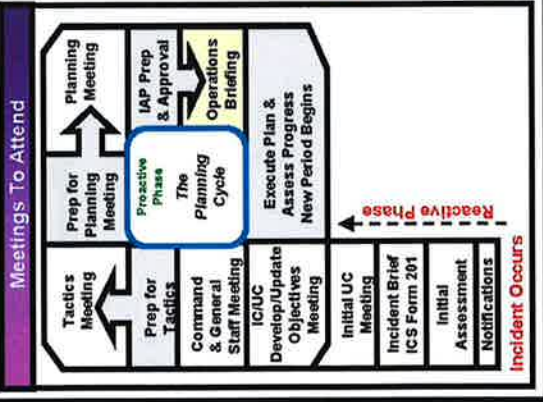 Meetings To Attend
Tactics
Meeting
Prep for
Planning
Meeting
Planning
Meeting
Prep for
Tactics
Proactive
Phase
The
Planning
Cycle
IAP Prep
& Approval
Command
& General
Staff Meeting
Operations
Briefing
IC/UC
Develop/Update
Objectives
Meeting
Execute Plan &
Assess Progress
New Period Begins
Initial UC
Meeting
Incident Brief
ICS Form 201
Initial
Assessment
Notifications
Reactive Phase
Incident Occurs